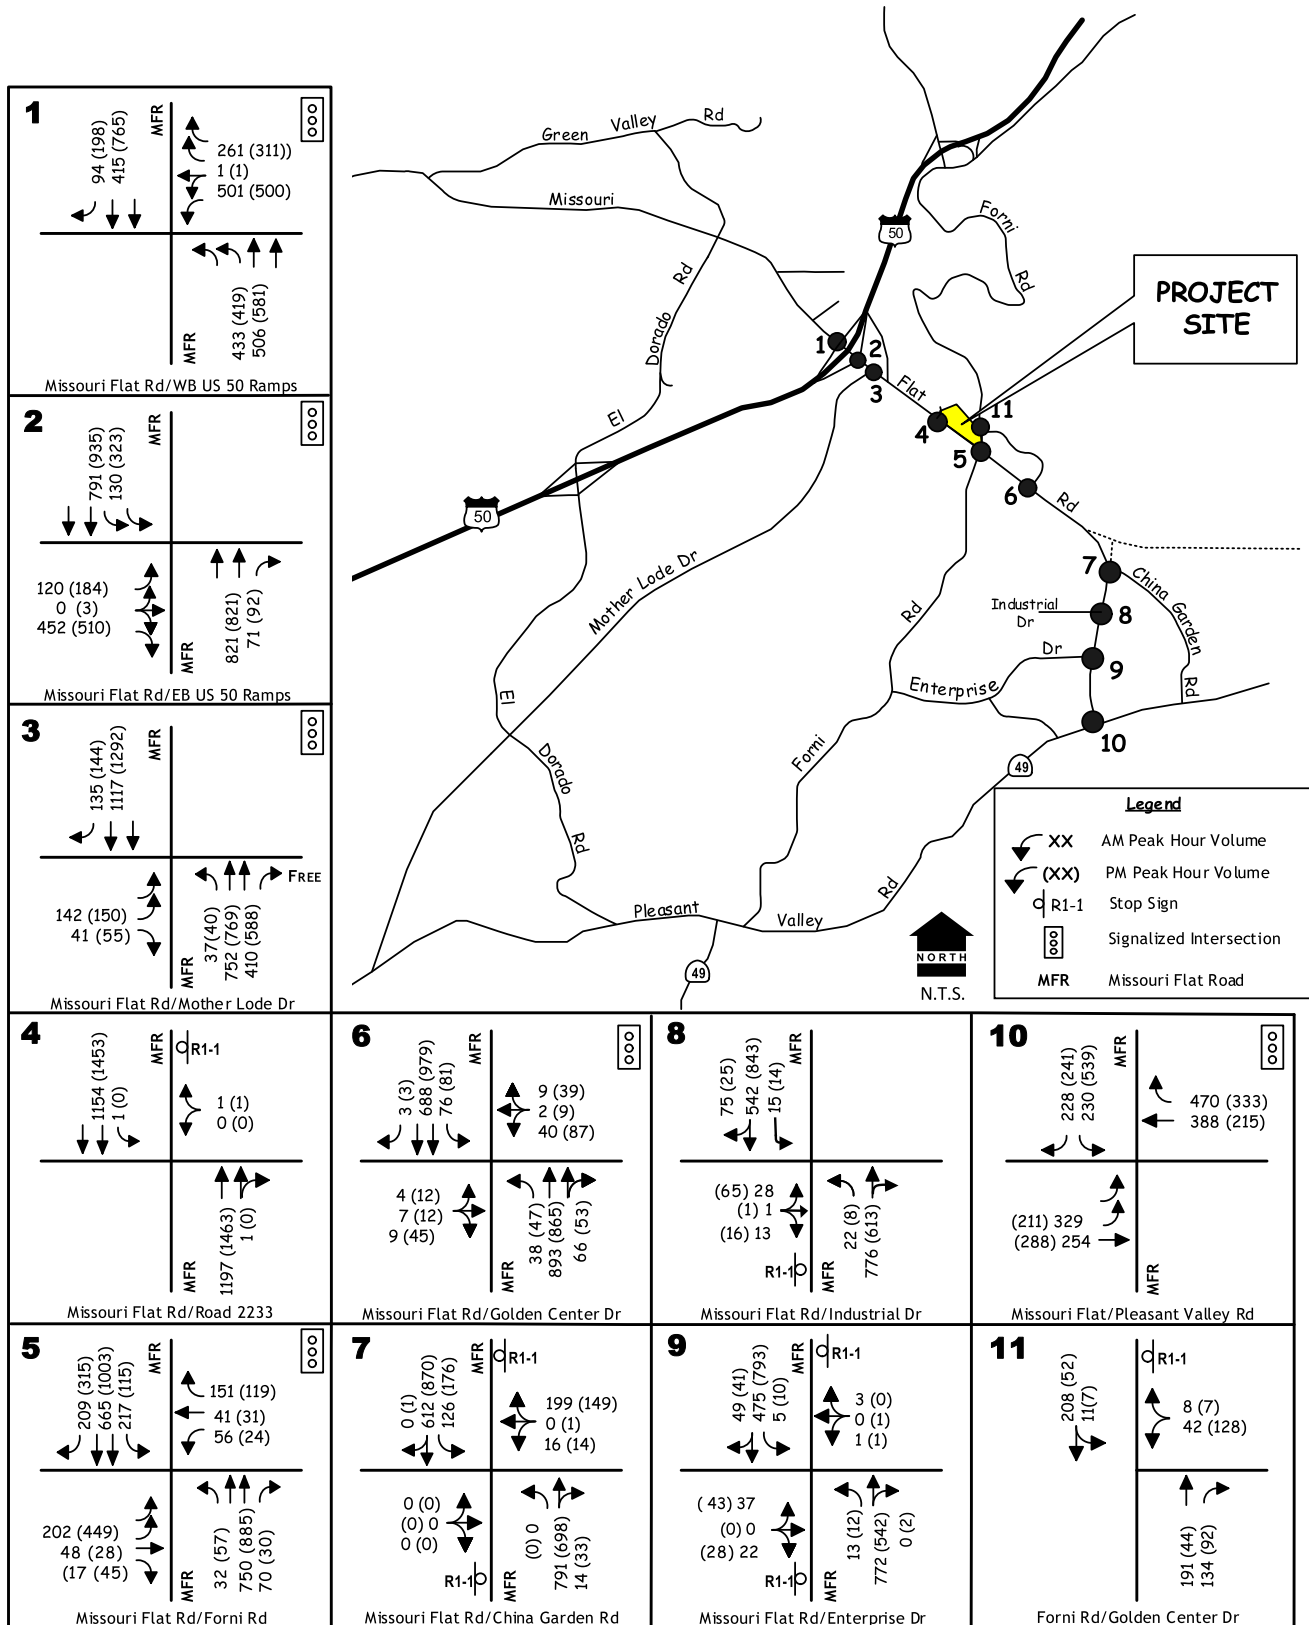 1
MFR
94 (198)
415 (765)
261 (311))
1 (1)
501 (500)
433 (419)
506 (581)
MFR
Missouri Flat Rd/WB US 50 Ramps
2
MFR
791 (935)
130 (323)
120 (184)
0 (3)
452 (510)
821 (821)
71 (92)
MFR
Missouri Flat Rd/EB US 50 Ramps
3
MFR
135 (144)
1117 (1292)
142 (150)
41 (55)
FREE
37(40)
752 (769)
410 (588)
MFR
Missouri Flat Rd/Mother Lode Dr
Green Valley Rd
Missouri
Flat
Rd
El
Dorado
Rd
50
50
Forni
Rd
PROJECT
SITE
1
2
3
4
11
5
6
7
8
9
10
Mother Lode Dr
El
Dorado
Rd
Rd
Forni
Industrial
Dr
Dr
Enterprise
China Garden
Rd
49
Pleasant
Valley
Rd
49
NORTH
N.T.S.
Legend
XX AM Peak Hour Volume
(XX) PM Peak Hour Volume
R1-1 Stop Sign
Signalized Intersection
MFR Missouri Flat Road
4
MFR
R1-1
1154 (1453)
1 (0)
1 (1)
0 (0)
1197 (1463)
1 (0)
MFR
Missouri Flat Rd/Road 2233
6
MFR
3 (3)
688 (979)
76 (81)
9 (39)
2 (9)
40 (87)
4 (12)
7 (12)
9 (45)
38 (47)
893 (865)
66 (53)
MFR
Missouri Flat Rd/Golden Center Dr
8
MFR
75 (25)
542 (843)
15 (14)
(65) 28
(1) 1
(16) 13
22 (8)
776 (613)
R1-1
MFR
Missouri Flat Rd/Industrial Dr
10
MFR
228 (241)
230 (539)
470 (333)
388 (215)
(211) 329
(288) 254
MFR
Missouri Flat/Pleasant Valley Rd
5
MFR
209 (315)
665 (1003)
217 (115)
151 (119)
41 (31)
56 (24)
202 (449)
48 (28)
(17 (45)
32 (57)
750 (885)
70 (30)
MFR
Missouri Flat Rd/Forni Rd
7
MFR
R1-1
0 (1)
612 (870)
126 (176)
199 (149)
0 (1)
16 (14)
0 (0)
(0) 0
0 (0)
(0) 0
791 (698)
14 (33)
R1-1
MFR
Missouri Flat Rd/China Garden Rd
9
MFR
R1-1
49 (41)
475 (793)
5 (10)
3 (0)
0 (1)
1 (1)
( 43) 37
(0) 0
(28) 22
13 (12)
772 (542)
0 (2)
R1-1
MFR
Missouri Flat Rd/Enterprise Dr
11
R1-1
208 (52)
11(7)
8 (7)
42 (128)
191 (44)
134 (92)
Forni Rd/Golden Center Dr